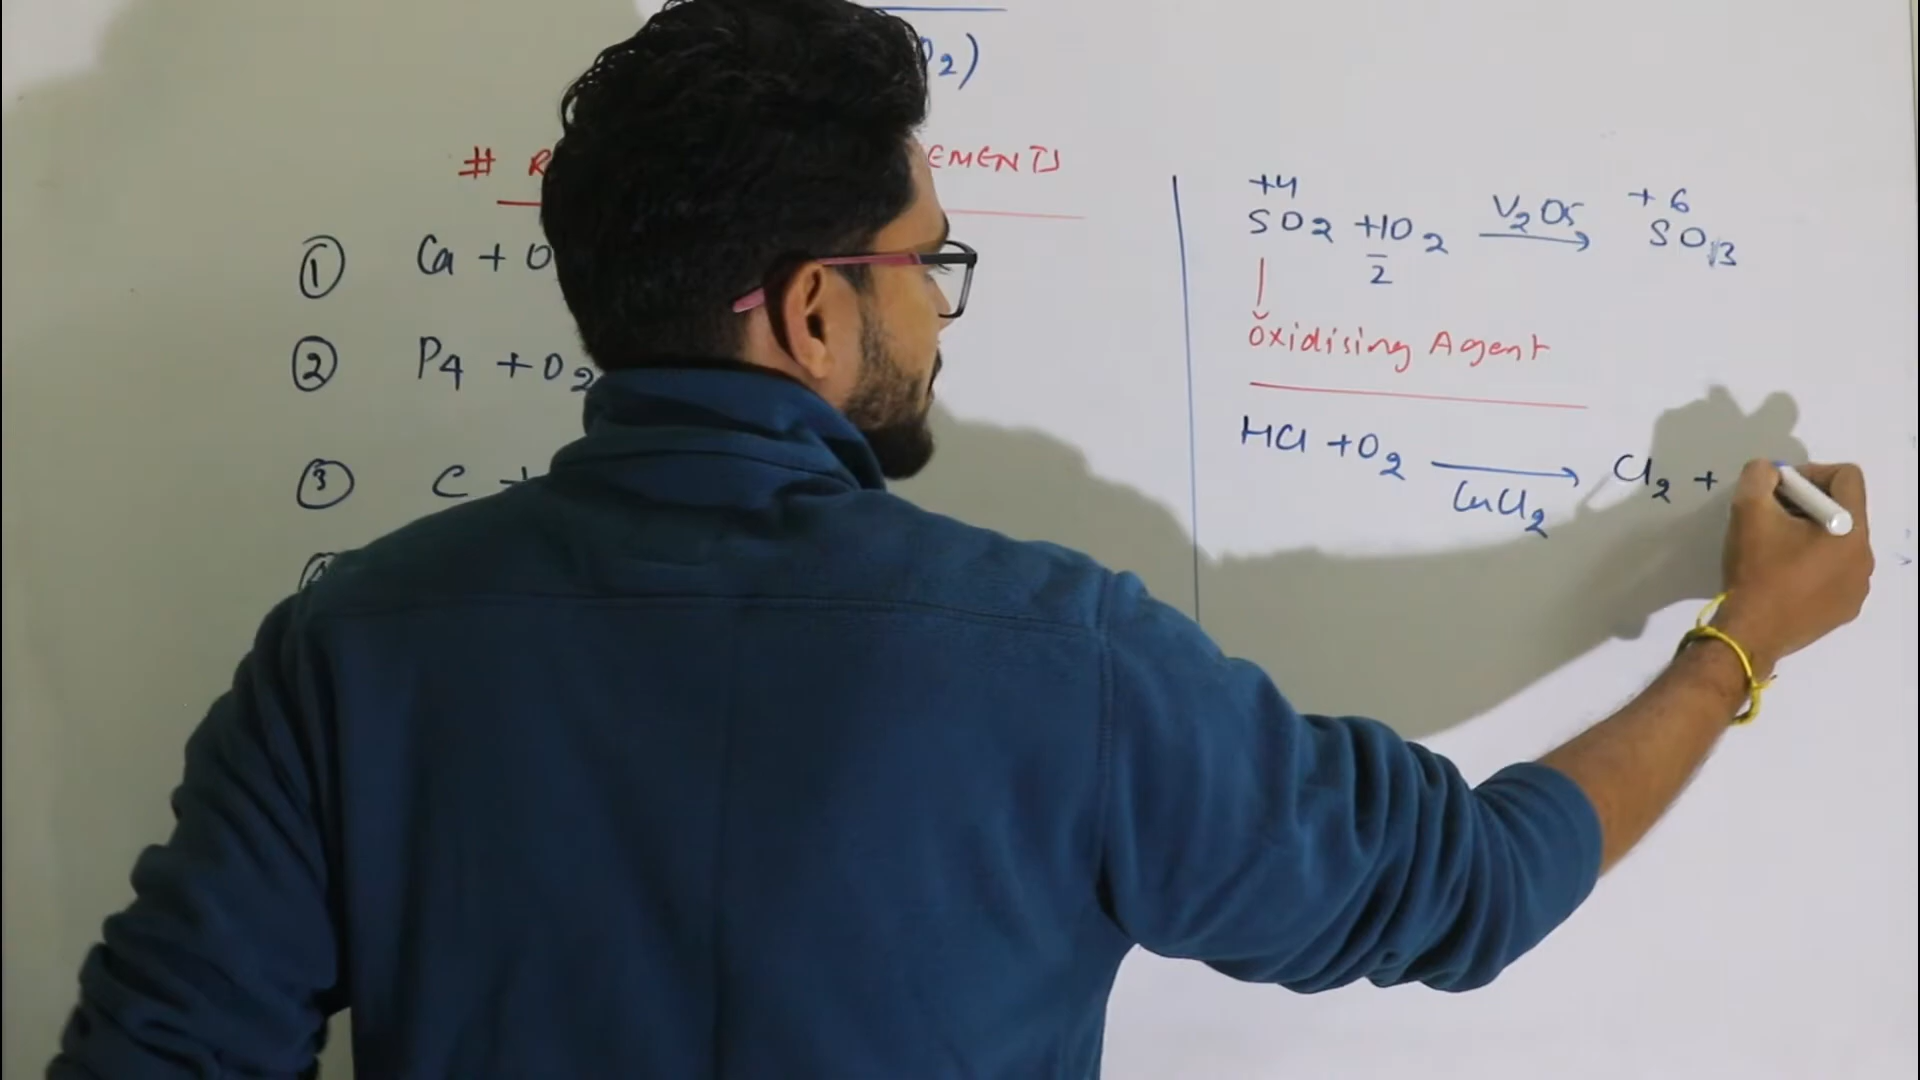 2)
# R EMENTS
① Ca + O
② P4 + O2
③ C +
+4 +6
SO2 + 1/2 O2 V2O5 → SO3
Oxidising Agent
HCl + O2 → Cl2 +
CuCl2